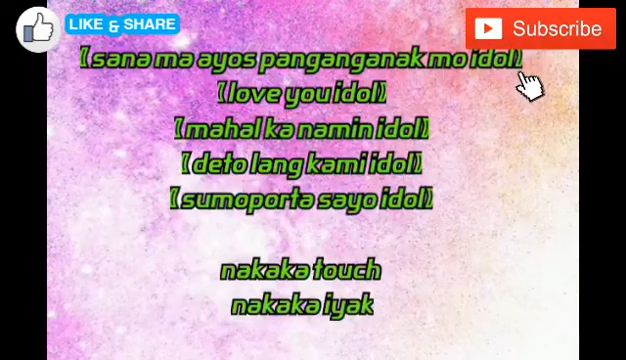 LIKE & SHARE
Subscribe
【sana ma ayos panganganak mo idol】
【love you idol】
【mahal ka namin idol】
【deto lang kami idol】
【sumoporta sayo idol】
nakaka touch
nakaka iyak